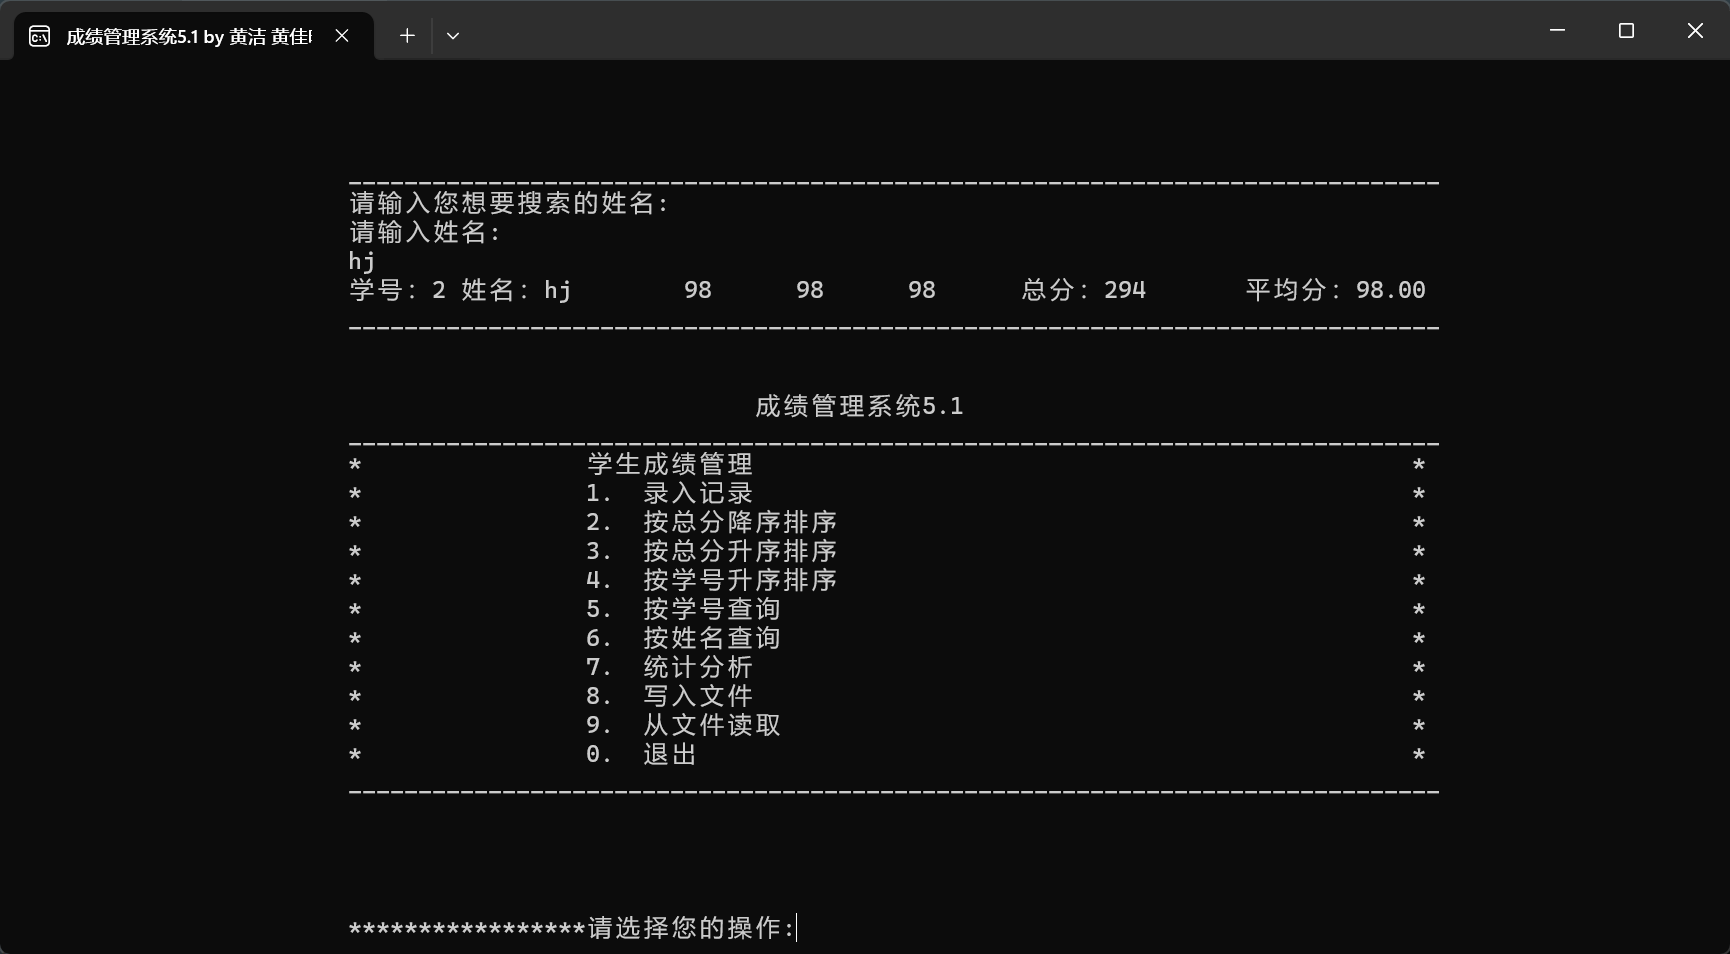 成绩管理系统5.1 by 黄洁 黄佳
请输入您想要搜索的姓名:
请输入姓名:
hj
学号: 2 姓名: hj 98 98 98 总分: 294 平均分: 98.00
成绩管理系统5.1
* 学生成绩管理 *
* 1. 录入记录 *
* 2. 按总分降序排序 *
* 3. 按总分升序排序 *
* 4. 按学号升序排序 *
* 5. 按学号查询 *
* 6. 按姓名查询 *
* 7. 统计分析 *
* 8. 写入文件 *
* 9. 从文件读取 *
* 0. 退出 *
*****************请选择您的操作: